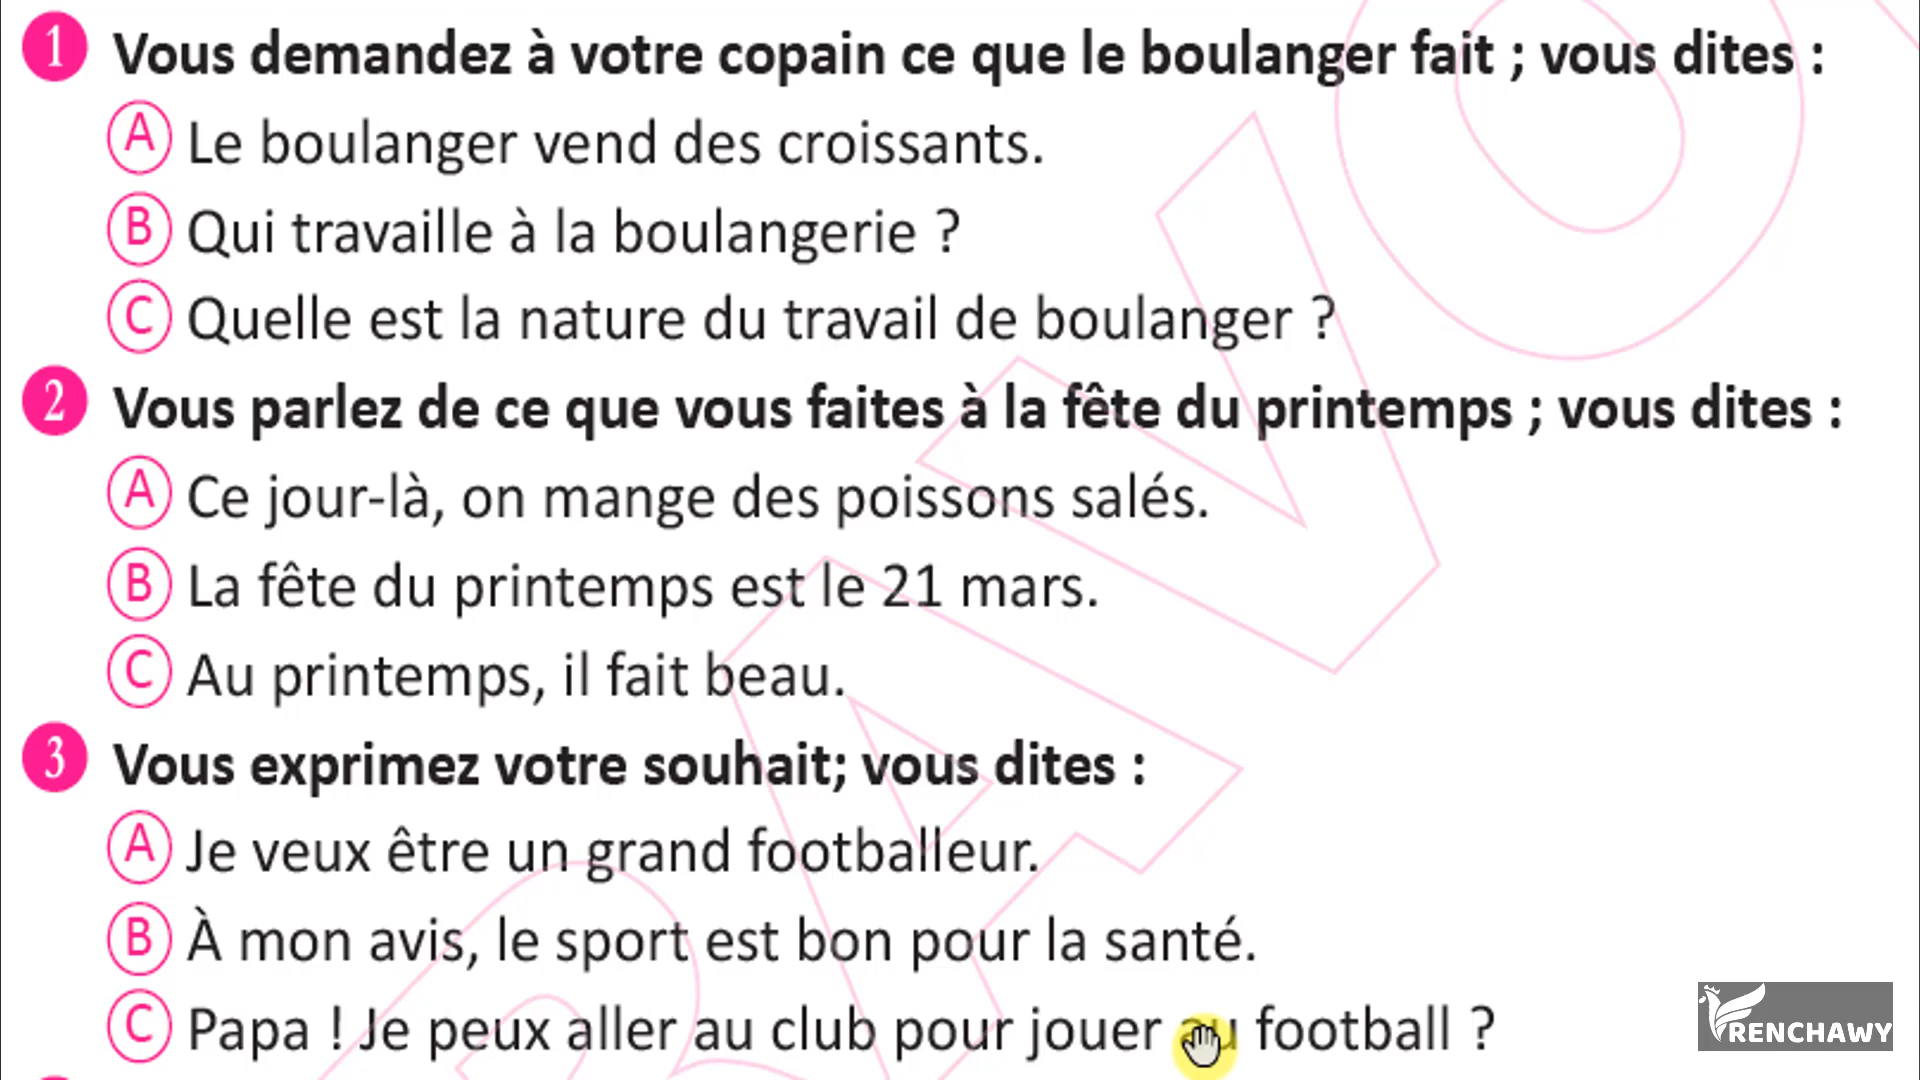 1 Vous demandez à votre copain ce que le boulanger fait ; vous dites :
A Le boulanger vend des croissants.
B Qui travaille à la boulangerie ?
C Quelle est la nature du travail de boulanger ?
2 Vous parlez de ce que vous faites à la fête du printemps ; vous dites :
A Ce jour-là, on mange des poissons salés.
B La fête du printemps est le 21 mars.
C Au printemps, il fait beau.
3 Vous exprimez votre souhait; vous dites :
A Je veux être un grand footballeur.
B À mon avis, le sport est bon pour la santé.
C Papa ! Je peux aller au club pour jouer au football ?
FRENCHAWY
BRAVO